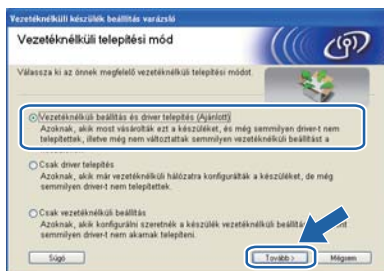 Vezetéknélküli készülék beállítás varázsló
Vezetéknélküli telepítési mód
Válassza ki az önnek megfelelő vezetéknélküli telepítési módot.
Vezetéknélküli beállítás és driver telepítés (Ajánlott)
Azoknak, akik most vásárolták ezt a készüléket, és még semmilyen driver-t nem
telepítettek, illetve még nem változtattak semmilyen vezetéknélküli beállítást a
Csak driver telepítés
Azoknak, akik már vezetéknélküli hálózatra konfigurálták a készüléket, de még
semmilyen driver-t nem telepítettek.
Csak vezetéknélküli beállítás
Azoknak, akik konfigurálni szeretnék a készülék vezetéknélküli
semmilyen driver-t nem akarnak telepíteni.
Súgó
Tovább >
Mégsem